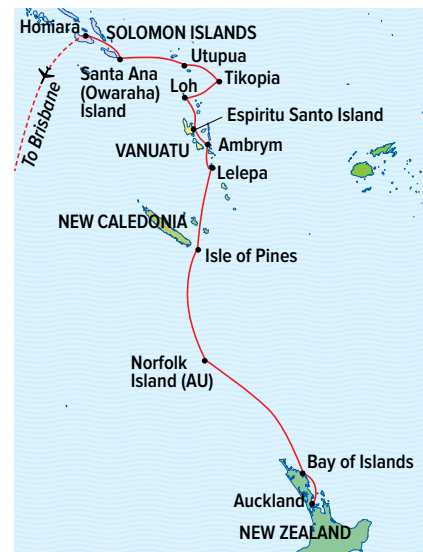 Honiara
SOLOMON ISLANDS
Utupua
Santa Ana
(Owaraha)
Island
Tikopia
Loh
To Brisbane
Espiritu Santo Island
VANUATU
Ambrym
Lelepa
NEW CALEDONIA
Isle of Pines
Norfolk
Island (AU)
Bay of Islands
Auckland
NEW ZEALAND